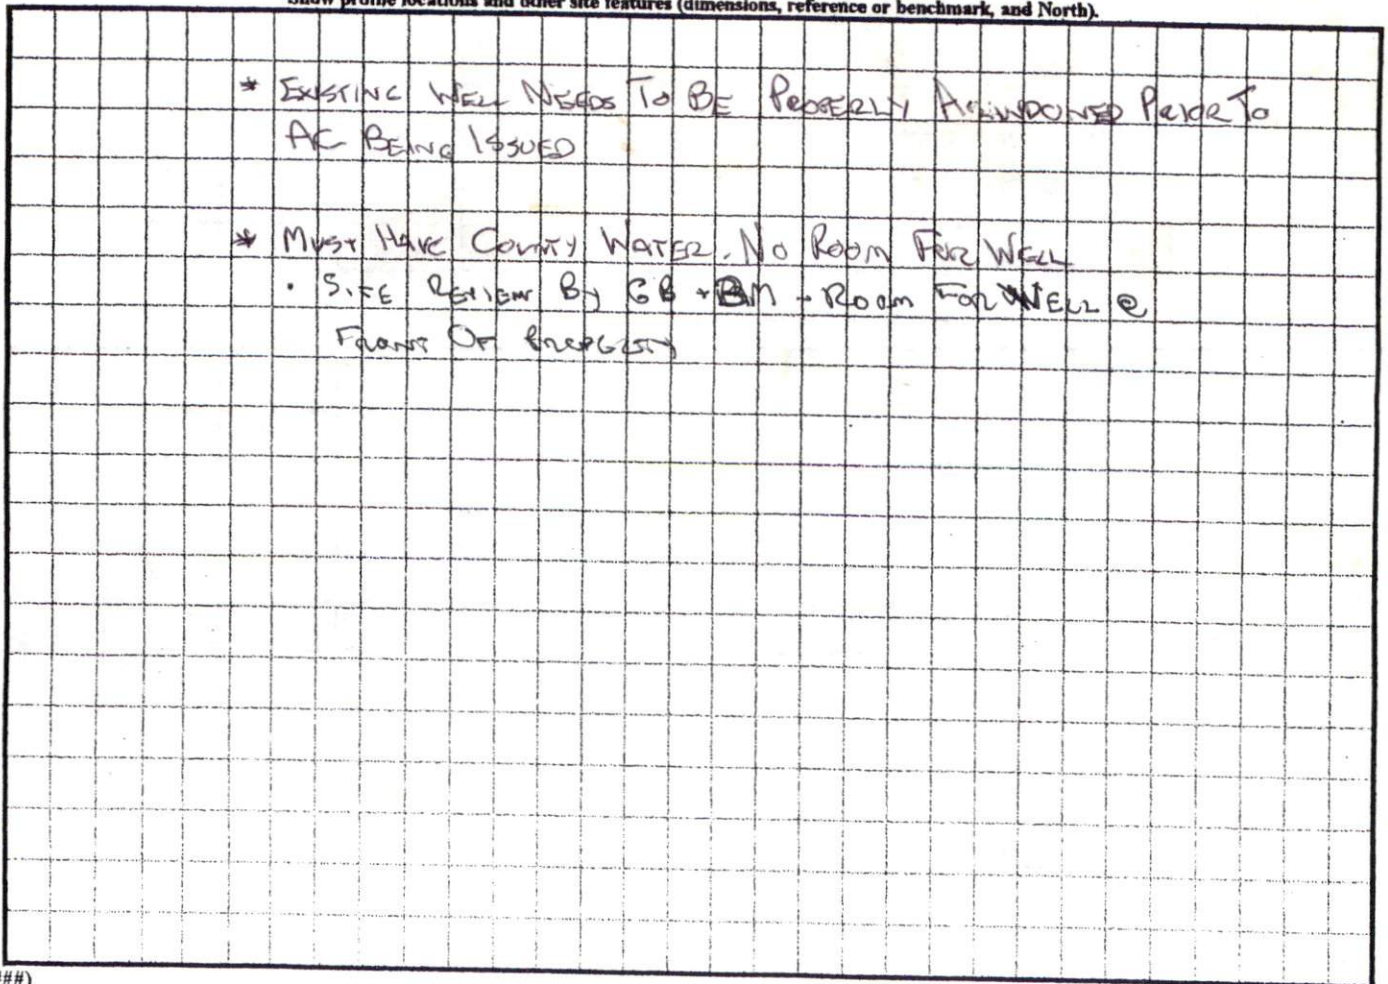 Show profile locations and other site features (dimensions, reference or benchmark, and North).
* EXISTING WELL NEEDS TO BE PROPERLY ABANDONED PRIOR TO
AC BEING ISSUED
* MUST HAVE COUNTY WATER. NO ROOM FOR WELL
· SITE REVIEW BY GB + BM - ROOM FOR WELL @
FRONT OF PROPERTY
##)